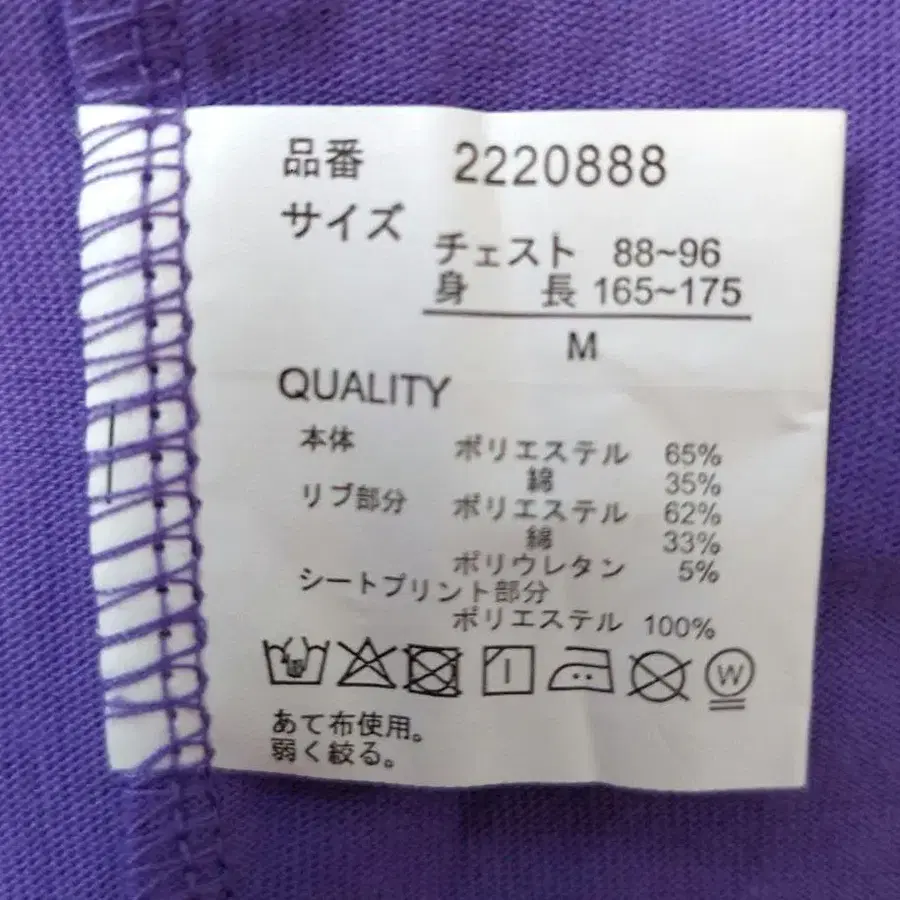 品番 2220888
サイズ
チェスト 88~96
身 長 165~175
M
QUALITY
本体 ポリエステル 65%
綿 35%
リブ部分 ポリエステル 62%
綿 33%
ポリウレタン 5%
シートプリント部分
ポリエステル 100%
W
あて布使用。
弱く絞る。